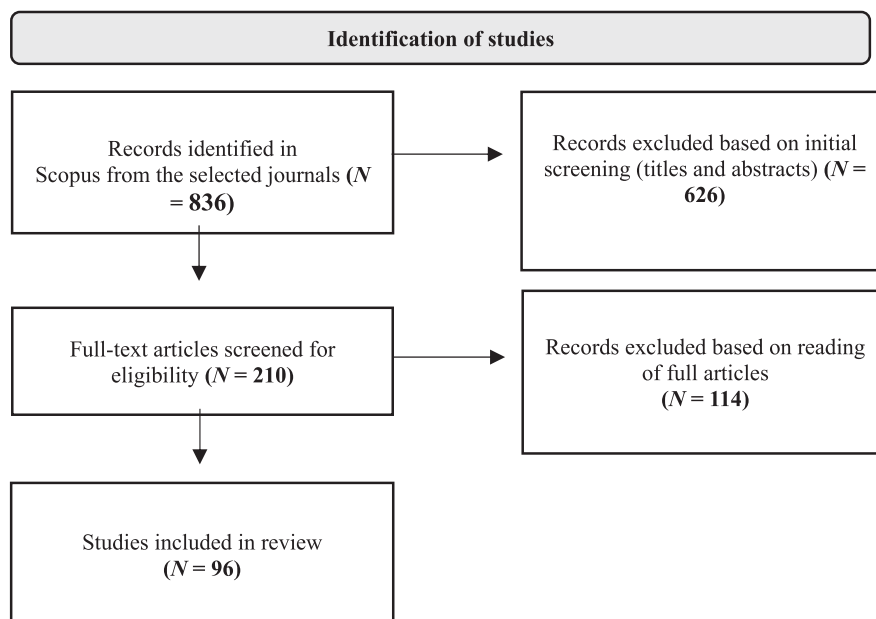 Identification of studies
Records identified in
Scopus from the selected journals (N
= 836)
Records excluded based on initial
screening (titles and abstracts) (N =
626)
Full-text articles screened for
eligibility (N = 210)
Records excluded based on reading
of full articles
(N = 114)
Studies included in review
(N = 96)